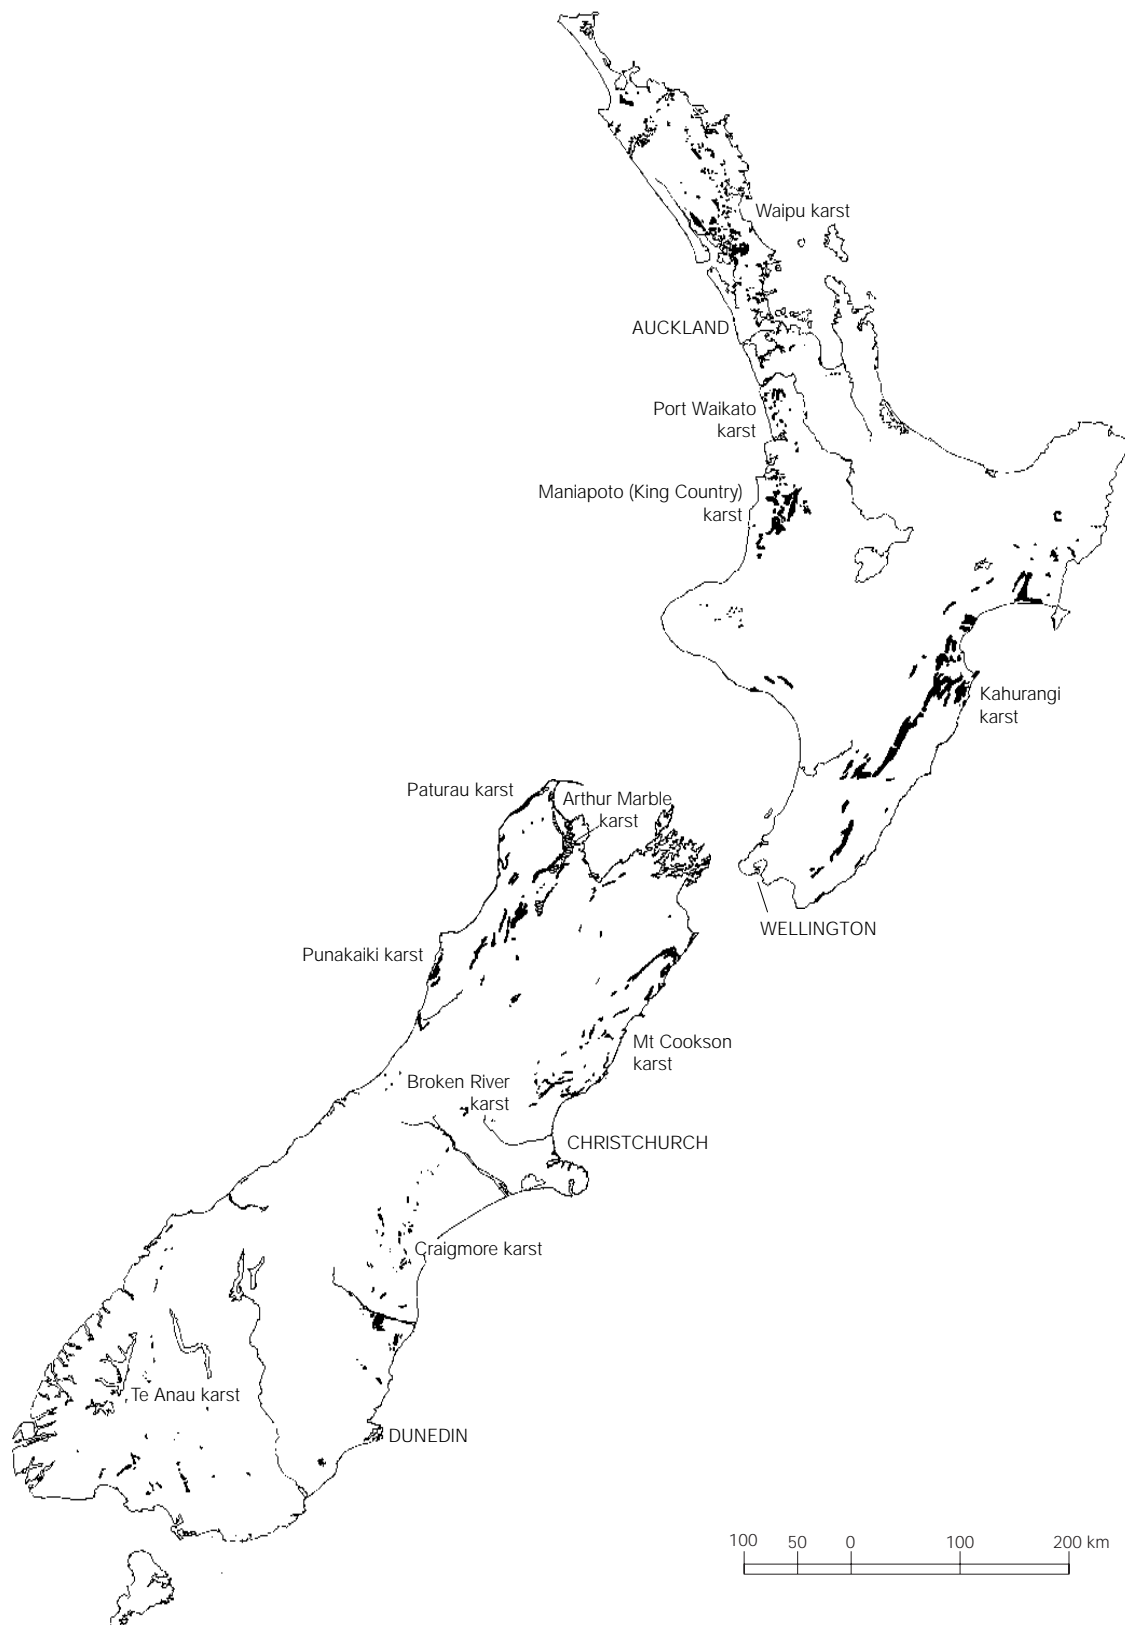 Waipu karst
AUCKLAND
Port Waikato
karst
Maniapoto (King Country)
karst
Kahurangi
karst
Paturau karst
Arthur Marble
karst
WELLINGTON
Punakaiki karst
Mt Cookson
karst
Broken River
karst
CHRISTCHURCH
Craigmore karst
Te Anau karst
DUNEDIN
100 50 0 100 200 km